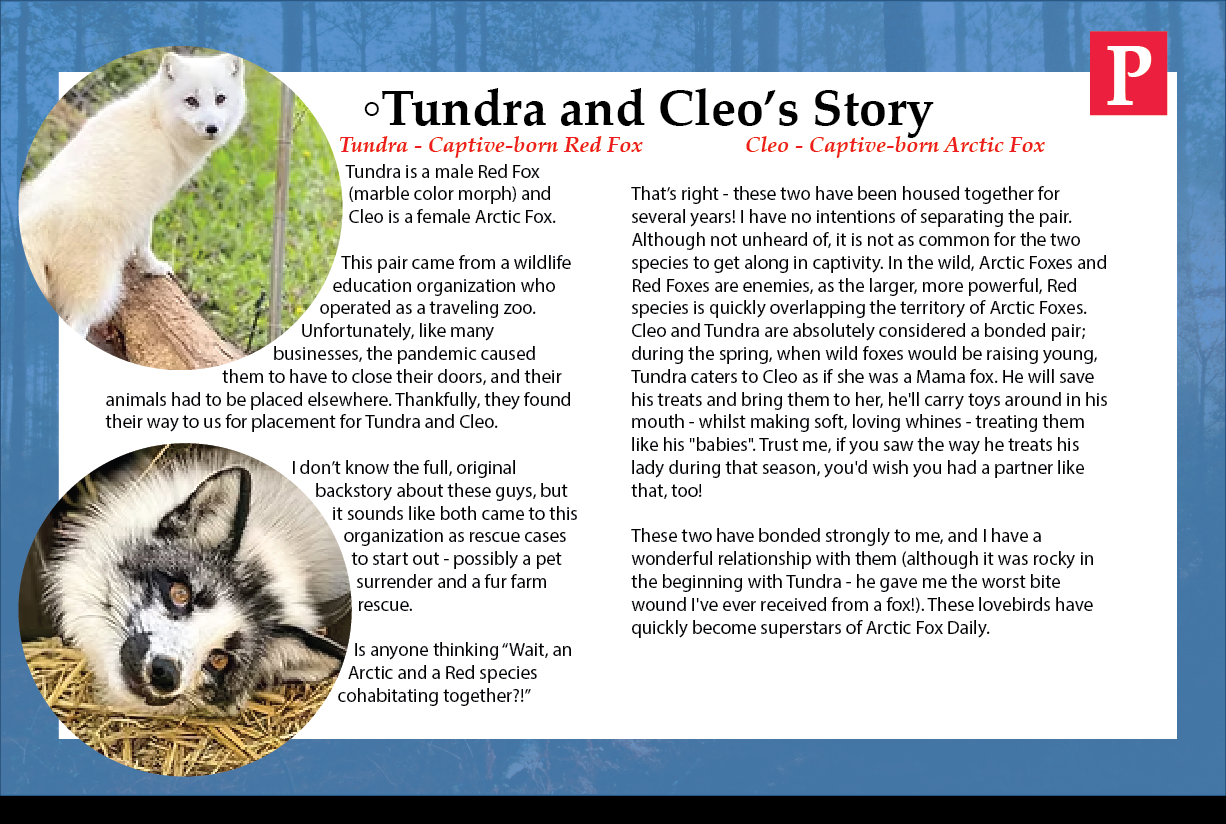 P
◦Tundra and Cleo’s Story
Tundra - Captive-born Red Fox
Cleo - Captive-born Arctic Fox
Tundra is a male Red Fox
(marble color morph) and
Cleo is a female Arctic Fox.
This pair came from a wildlife
education organization who
operated as a traveling zoo.
Unfortunately, like many
businesses, the pandemic caused
them to have to close their doors, and their
animals had to be placed elsewhere. Thankfully, they found
their way to us for placement for Tundra and Cleo.
I don’t know the full, original
backstory about these guys, but
it sounds like both came to this
organization as rescue cases
to start out - possibly a pet
surrender and a fur farm
rescue.
Is anyone thinking “Wait, an
Arctic and a Red species
cohabitating together?!”
That’s right - these two have been housed together for
several years! I have no intentions of separating the pair.
Although not unheard of, it is not as common for the two
species to get along in captivity. In the wild, Arctic Foxes and
Red Foxes are enemies, as the larger, more powerful, Red
species is quickly overlapping the territory of Arctic Foxes.
Cleo and Tundra are absolutely considered a bonded pair;
during the spring, when wild foxes would be raising young,
Tundra caters to Cleo as if she was a Mama fox. He will save
his treats and bring them to her, he'll carry toys around in his
mouth - whilst making soft, loving whines - treating them
like his "babies". Trust me, if you saw the way he treats his
lady during that season, you'd wish you had a partner like
that, too!
These two have bonded strongly to me, and I have a
wonderful relationship with them (although it was rocky in
the beginning with Tundra - he gave me the worst bite
wound I've ever received from a fox!). These lovebirds have
quickly become superstars of Arctic Fox Daily.